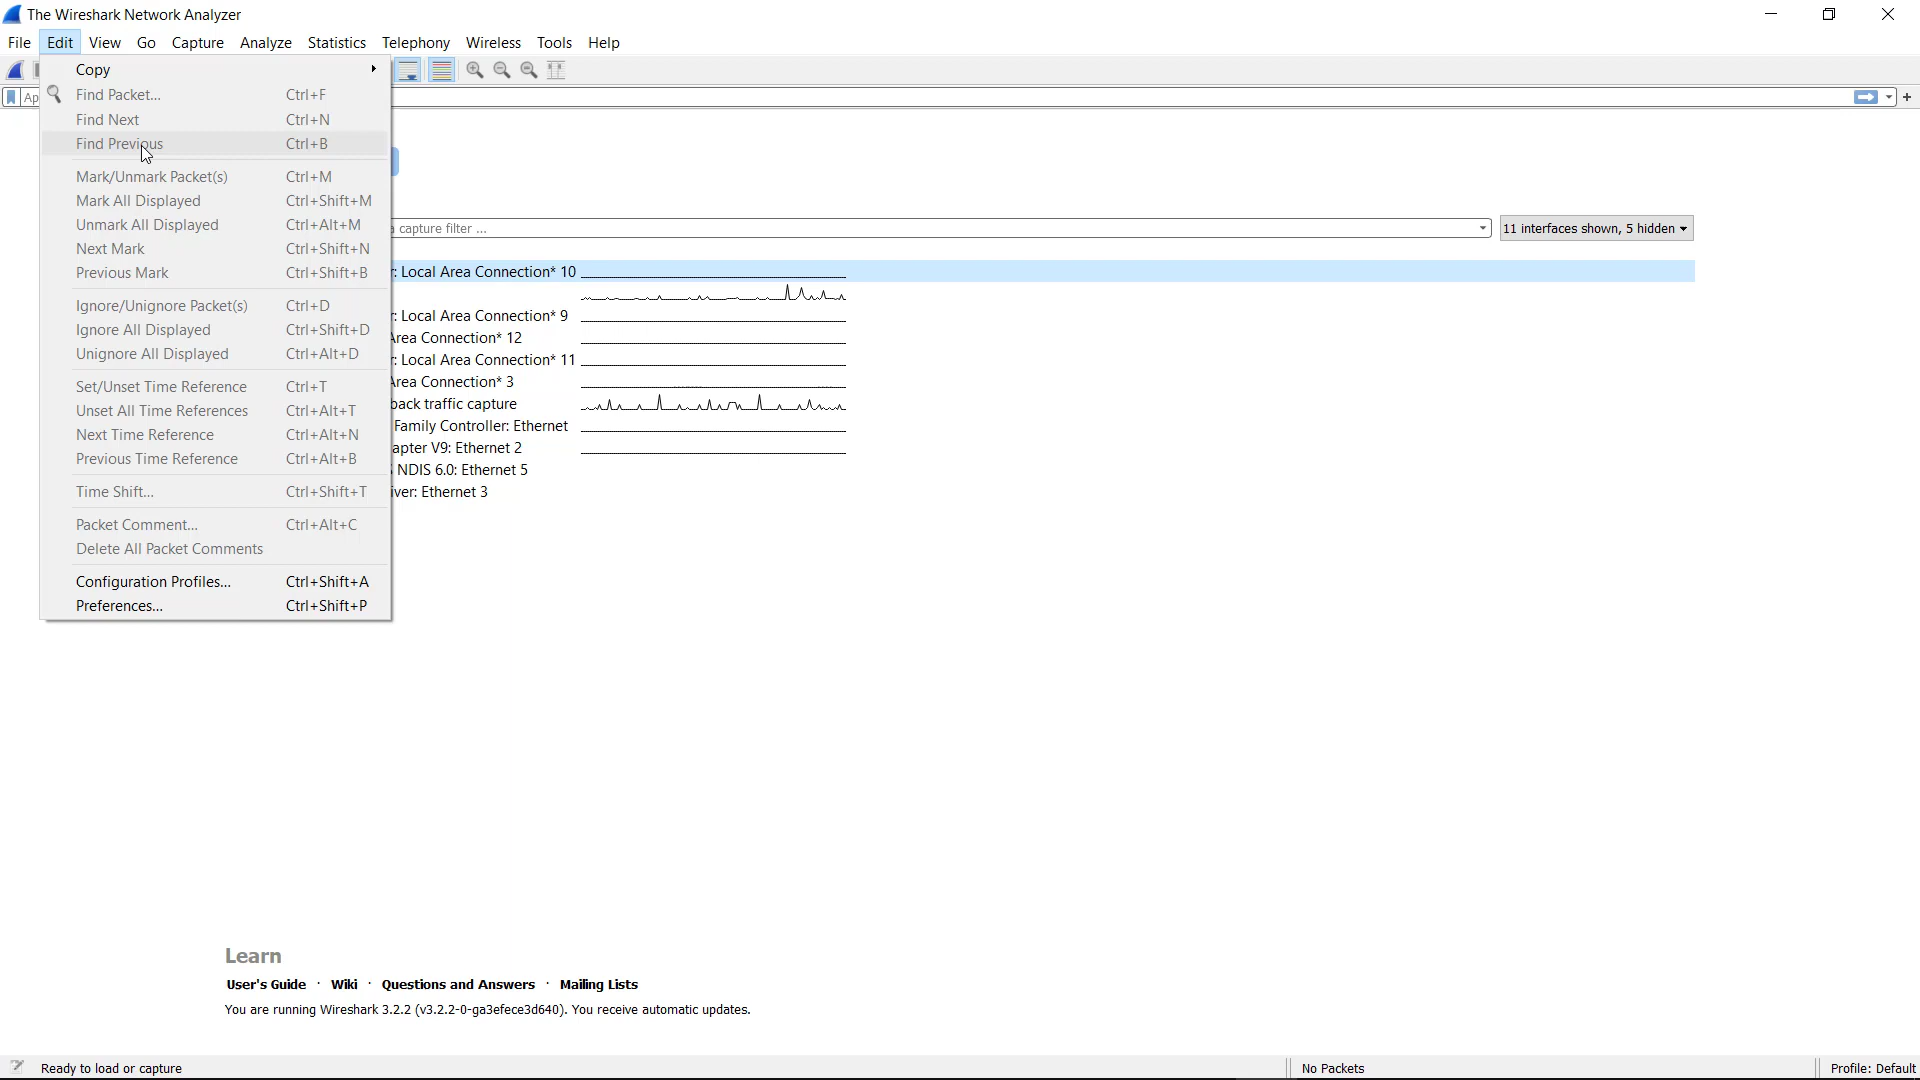 The Wireshark Network Analyzer
File Edit View Go Capture Analyze Statistics Telephony Wireless Tools Help
Copy
Ap
Find Packet... Ctrl+F
Find Next Ctrl+N
Find Previous Ctrl+B
Mark/Unmark Packet(s) Ctrl+M
Mark All Displayed Ctrl+Shift+M
Unmark All Displayed Ctrl+Alt+M
Next Mark Ctrl+Shift+N
Previous Mark Ctrl+Shift+B
Ignore/Unignore Packet(s) Ctrl+D
Ignore All Displayed Ctrl+Shift+D
Unignore All Displayed Ctrl+Alt+D
Set/Unset Time Reference Ctrl+T
Unset All Time References Ctrl+Alt+T
Next Time Reference Ctrl+Alt+N
Previous Time Reference Ctrl+Alt+B
Time Shift... Ctrl+Shift+T
Packet Comment... Ctrl+Alt+C
Delete All Packet Comments
Configuration Profiles... Ctrl+Shift+A
Preferences... Ctrl+Shift+P
capture filter ...
11 interfaces shown, 5 hidden
r: Local Area Connection* 10
r: Local Area Connection* 9
Area Connection* 12
r: Local Area Connection* 11
Area Connection* 3
back traffic capture
Family Controller: Ethernet
apter V9: Ethernet 2
NDIS 6.0: Ethernet 5
iver: Ethernet 3
Learn
User's Guide · Wiki · Questions and Answers · Mailing Lists
You are running Wireshark 3.2.2 (v3.2.2-0-ga3efece3d640). You receive automatic updates.
Ready to load or capture
No Packets
Profile: Default